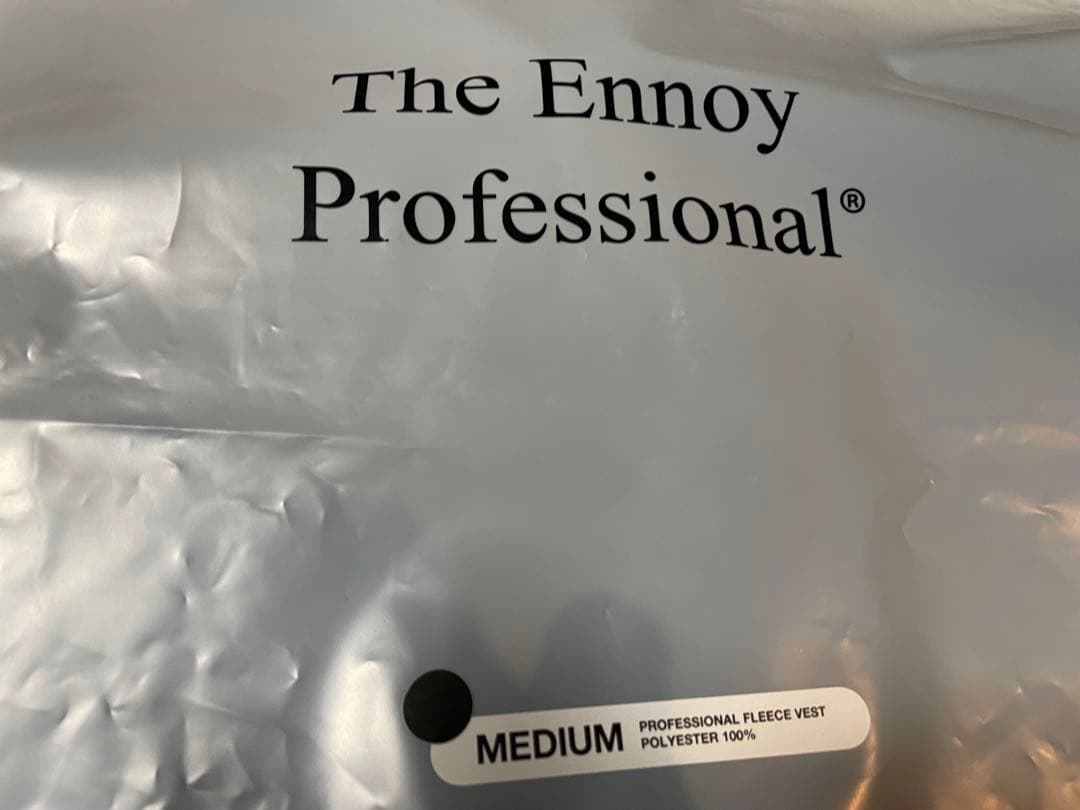 The Ennoy
Professional®
MEDIUM
PROFESSIONAL FLEECE VEST
POLYESTER 100%